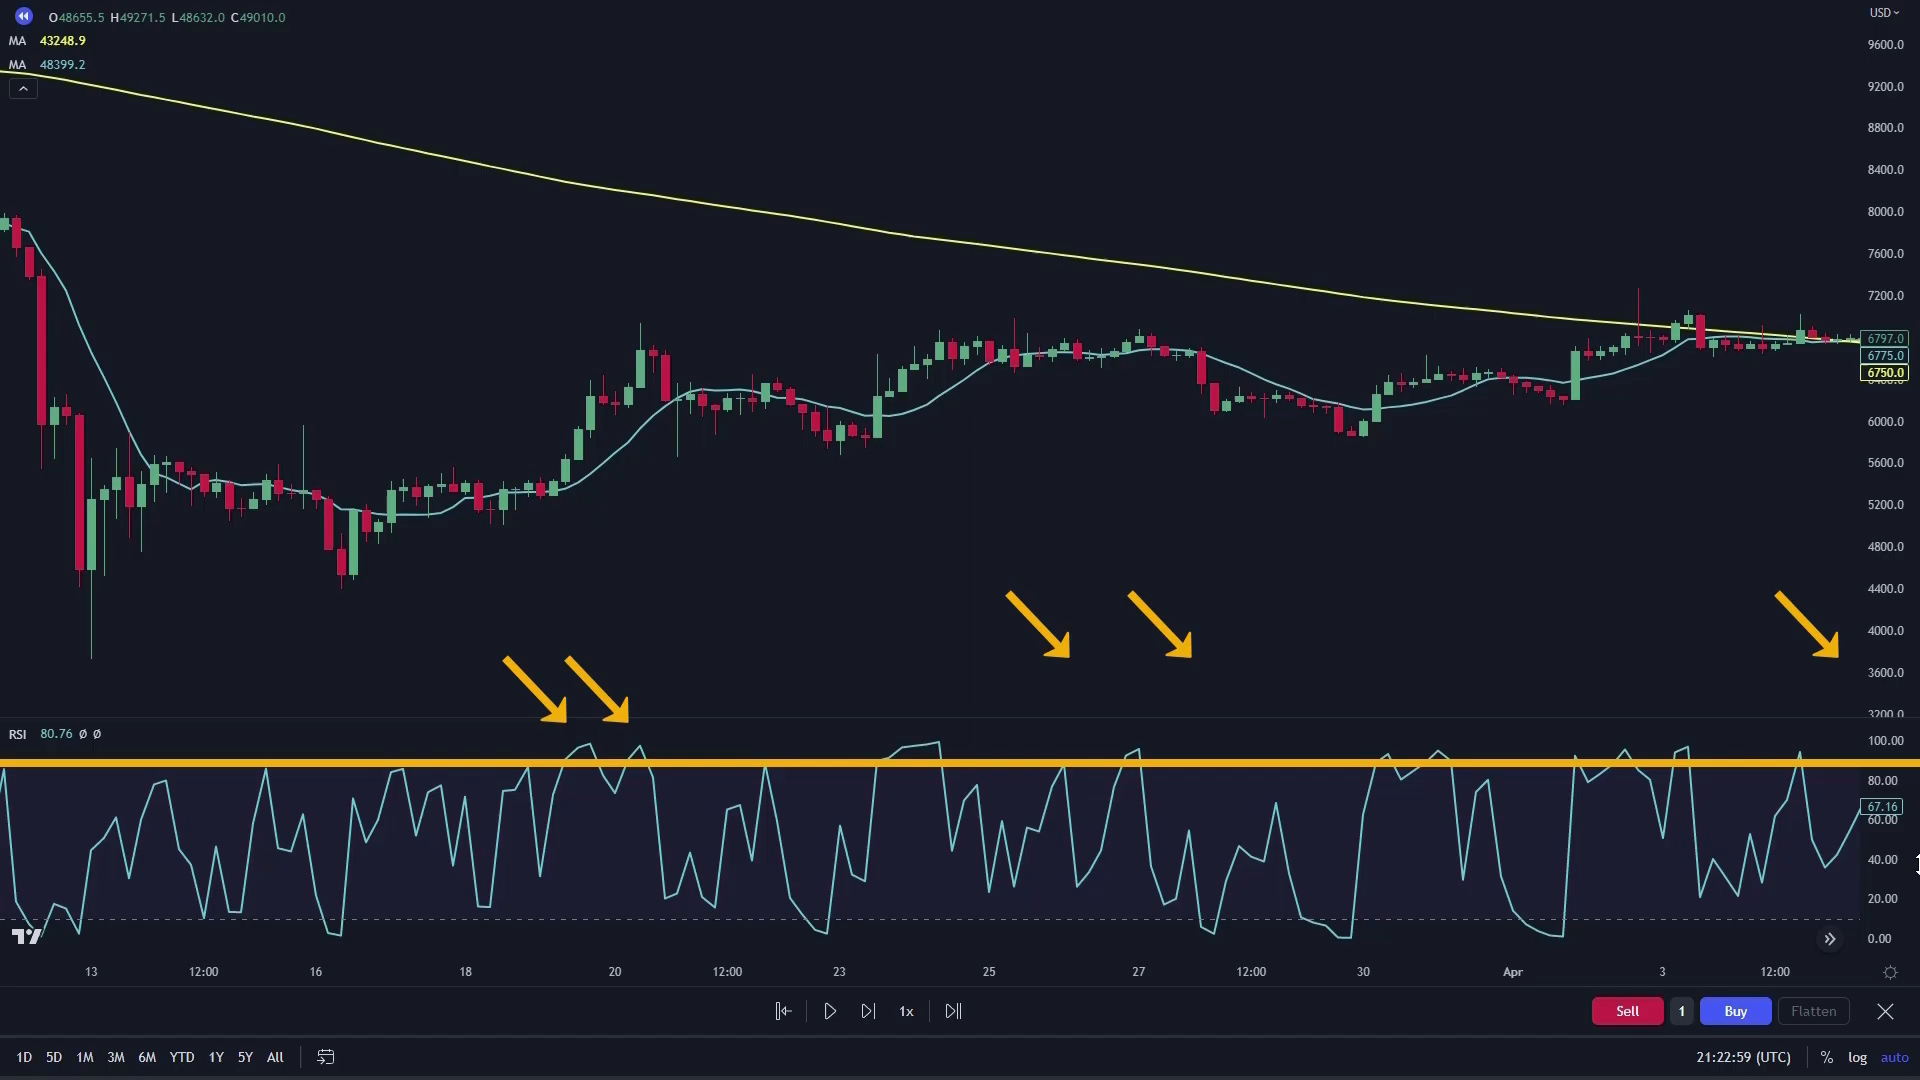 O48655.5 H49271.5 L48632.0 C49010.0
MA 43248.9
MA 48399.2
USD
9600.0
9200.0
8800.0
8400.0
8000.0
7600.0
7200.0
6797.0
6775.0
6750.0
6000.0
5600.0
5200.0
4800.0
4400.0
4000.0
3600.0
3200.0
RSI 80.76 Ø Ø
100.00
80.00
67.16
60.00
40.00
20.00
0.00
13 12:00 16 18 20 12:00 23 25 27 12:00 30 Apr 3 12:00
1x
Sell 1 Buy Flatten
1D 5D 1M 3M 6M YTD 1Y 5Y All
21:22:59 (UTC) % log auto